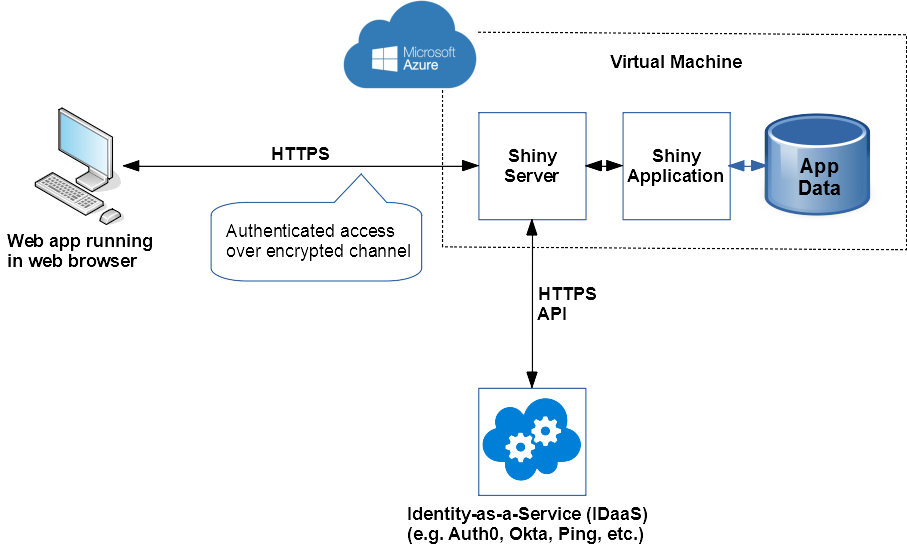 Microsoft
Azure
Virtual Machine
HTTPS
Shiny
Server
Shiny
Application
App
Data
Authenticated access
over encrypted channel
Web app running
in web browser
HTTPS
API
Identity-as-a-Service (IDaaS)
(e.g. Auth0, Okta, Ping, etc.)